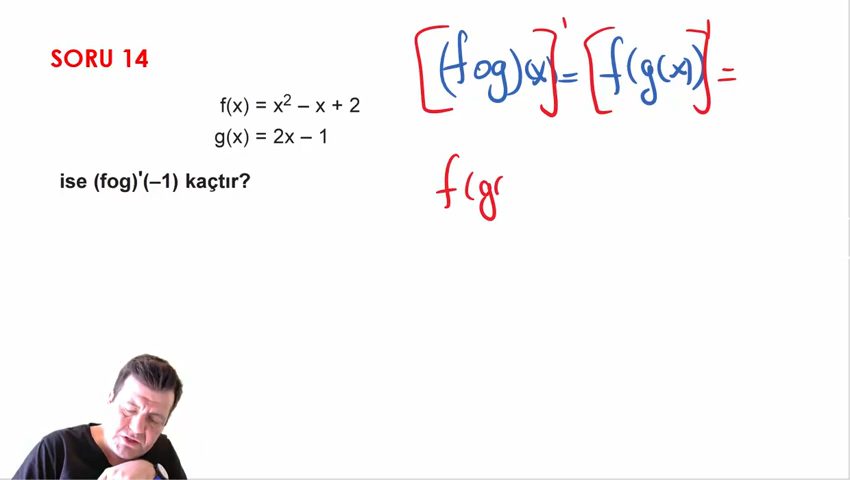 SORU 14
f(x) = x² – x + 2
g(x) = 2x – 1
ise (fog)'(–1) kaçtır?
[(fog)(x)]' = [f(g(x))]' =
f(g(